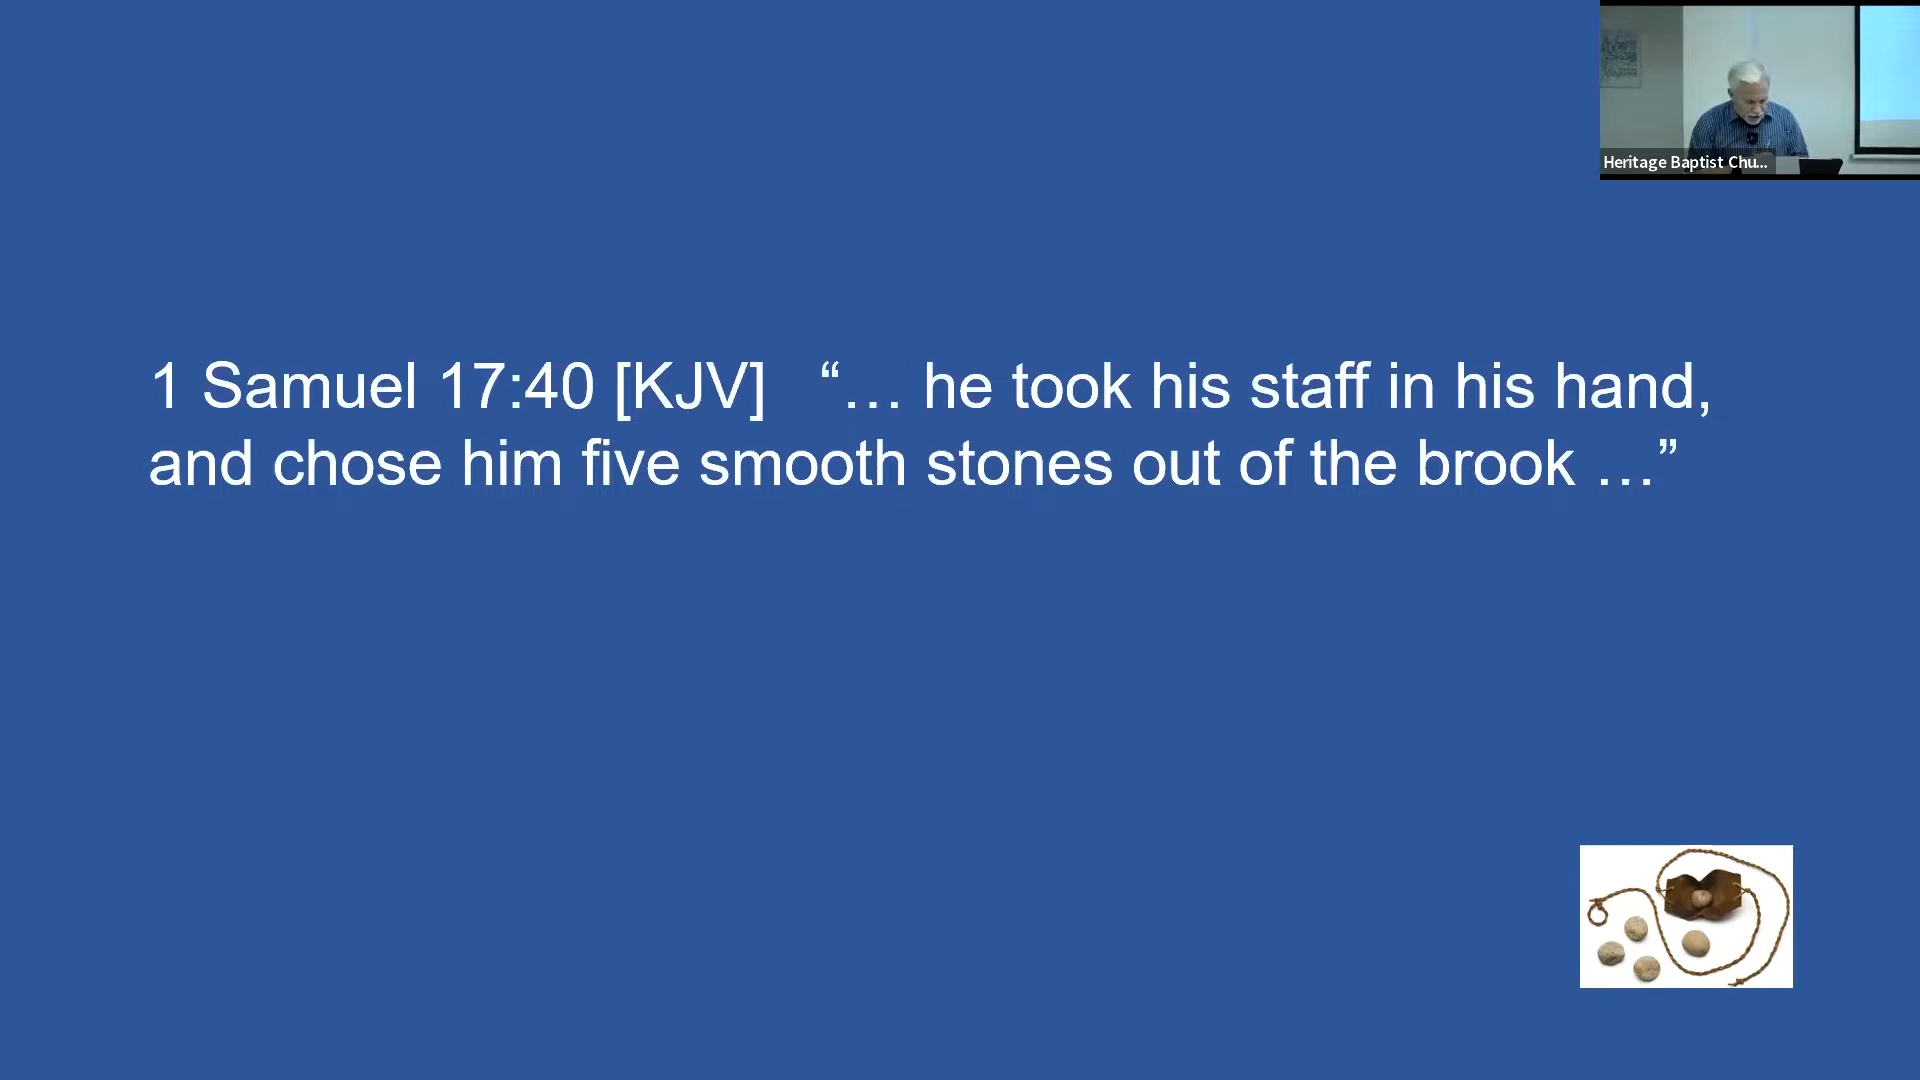 Heritage Baptist Chu...
1 Samuel 17:40 [KJV]   “… he took his staff in his hand,
and chose him five smooth stones out of the brook …”